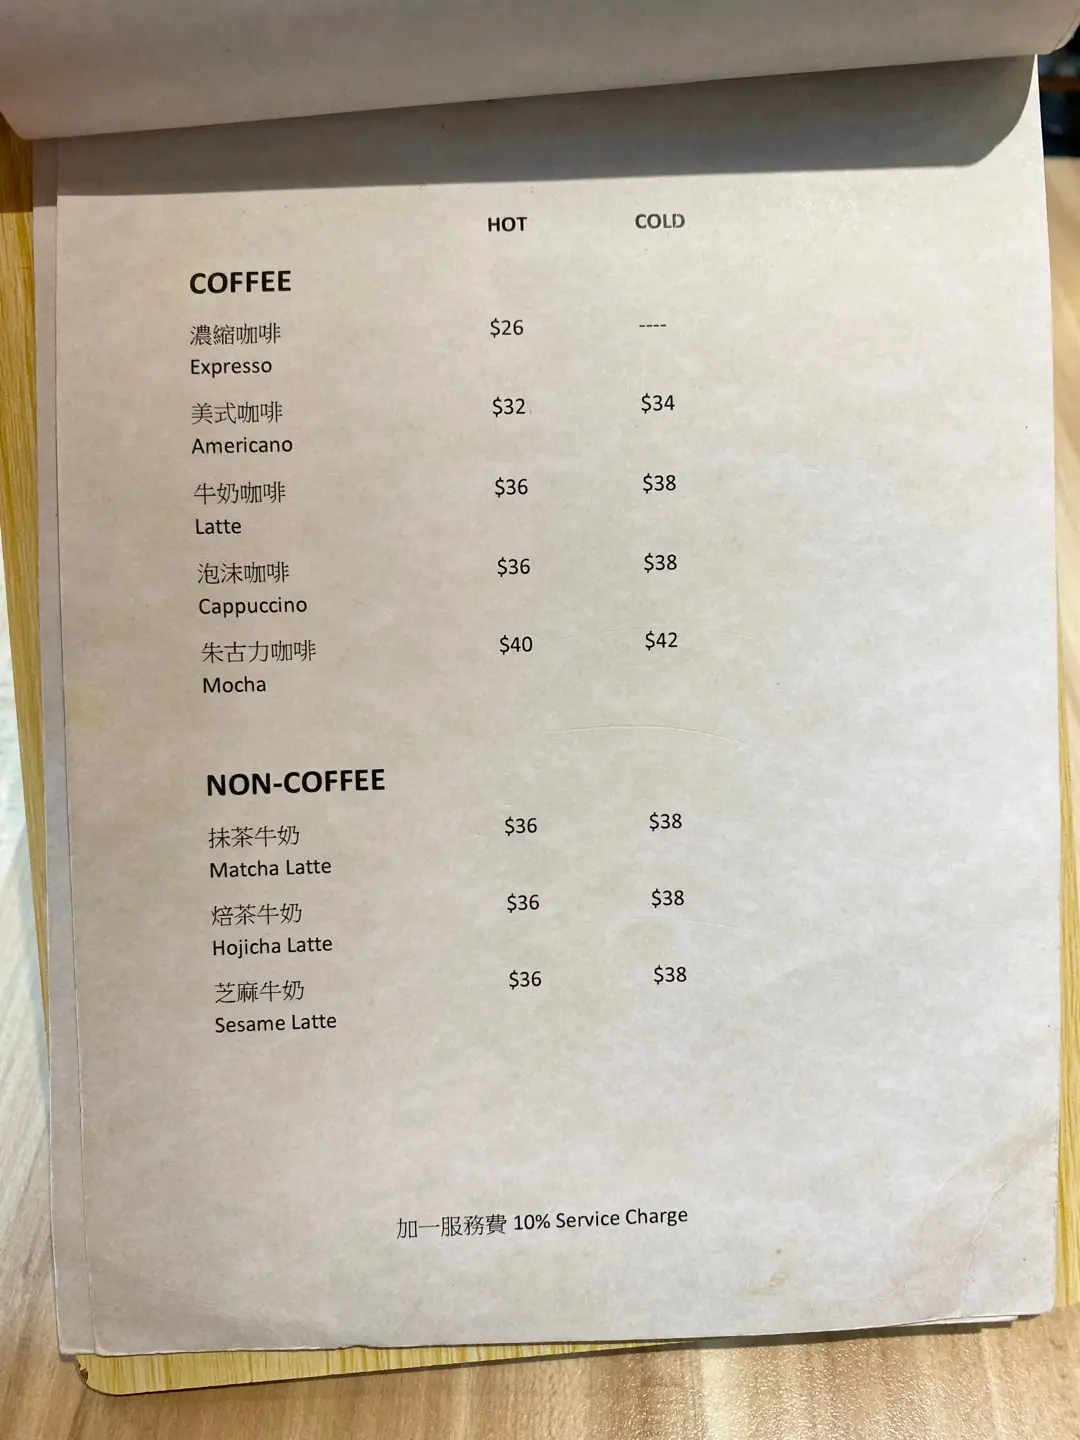 HOT COLD
COFFEE
濃縮咖啡 $26 ----
Expresso
美式咖啡 $32 $34
Americano
牛奶咖啡 $36 $38
Latte
泡沫咖啡 $36 $38
Cappuccino
朱古力咖啡 $40 $42
Mocha
NON-COFFEE
抹茶牛奶 $36 $38
Matcha Latte
焙茶牛奶 $36 $38
Hojicha Latte
芝麻牛奶 $36 $38
Sesame Latte
加一服務費 10% Service Charge